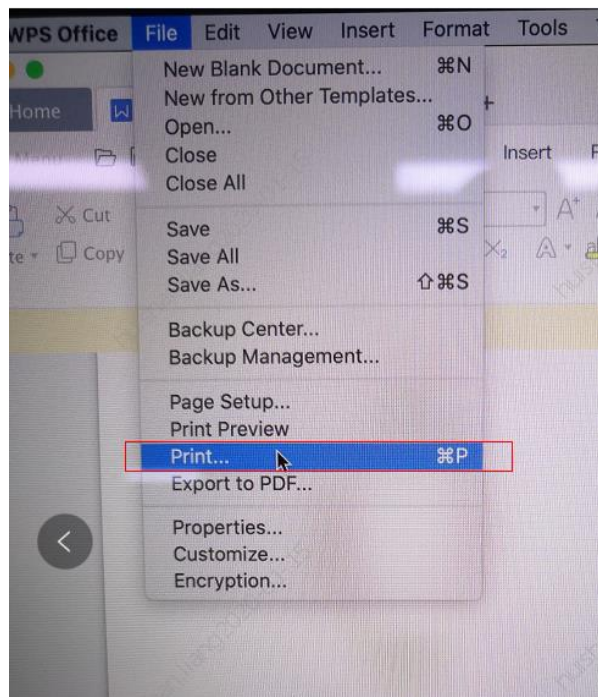 WPS Office File Edit View Insert Format Tools
Home
New Blank Document... ⌘N
New from Other Templates...
Open... ⌘O
Close
Close All
Insert
Cut
Copy
Save ⌘S
Save All
Save As... ⇧⌘S
Backup Center...
Backup Management...
Page Setup...
Print Preview
Print... ⌘P
Export to PDF...
Properties...
Customize...
Encryption...